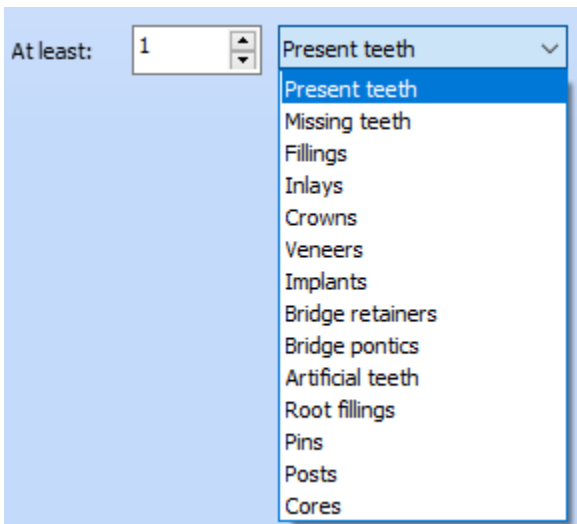 At least: 1 Present teeth
Present teeth
Missing teeth
Fillings
Inlays
Crowns
Veneers
Implants
Bridge retainers
Bridge pontics
Artificial teeth
Root fillings
Pins
Posts
Cores